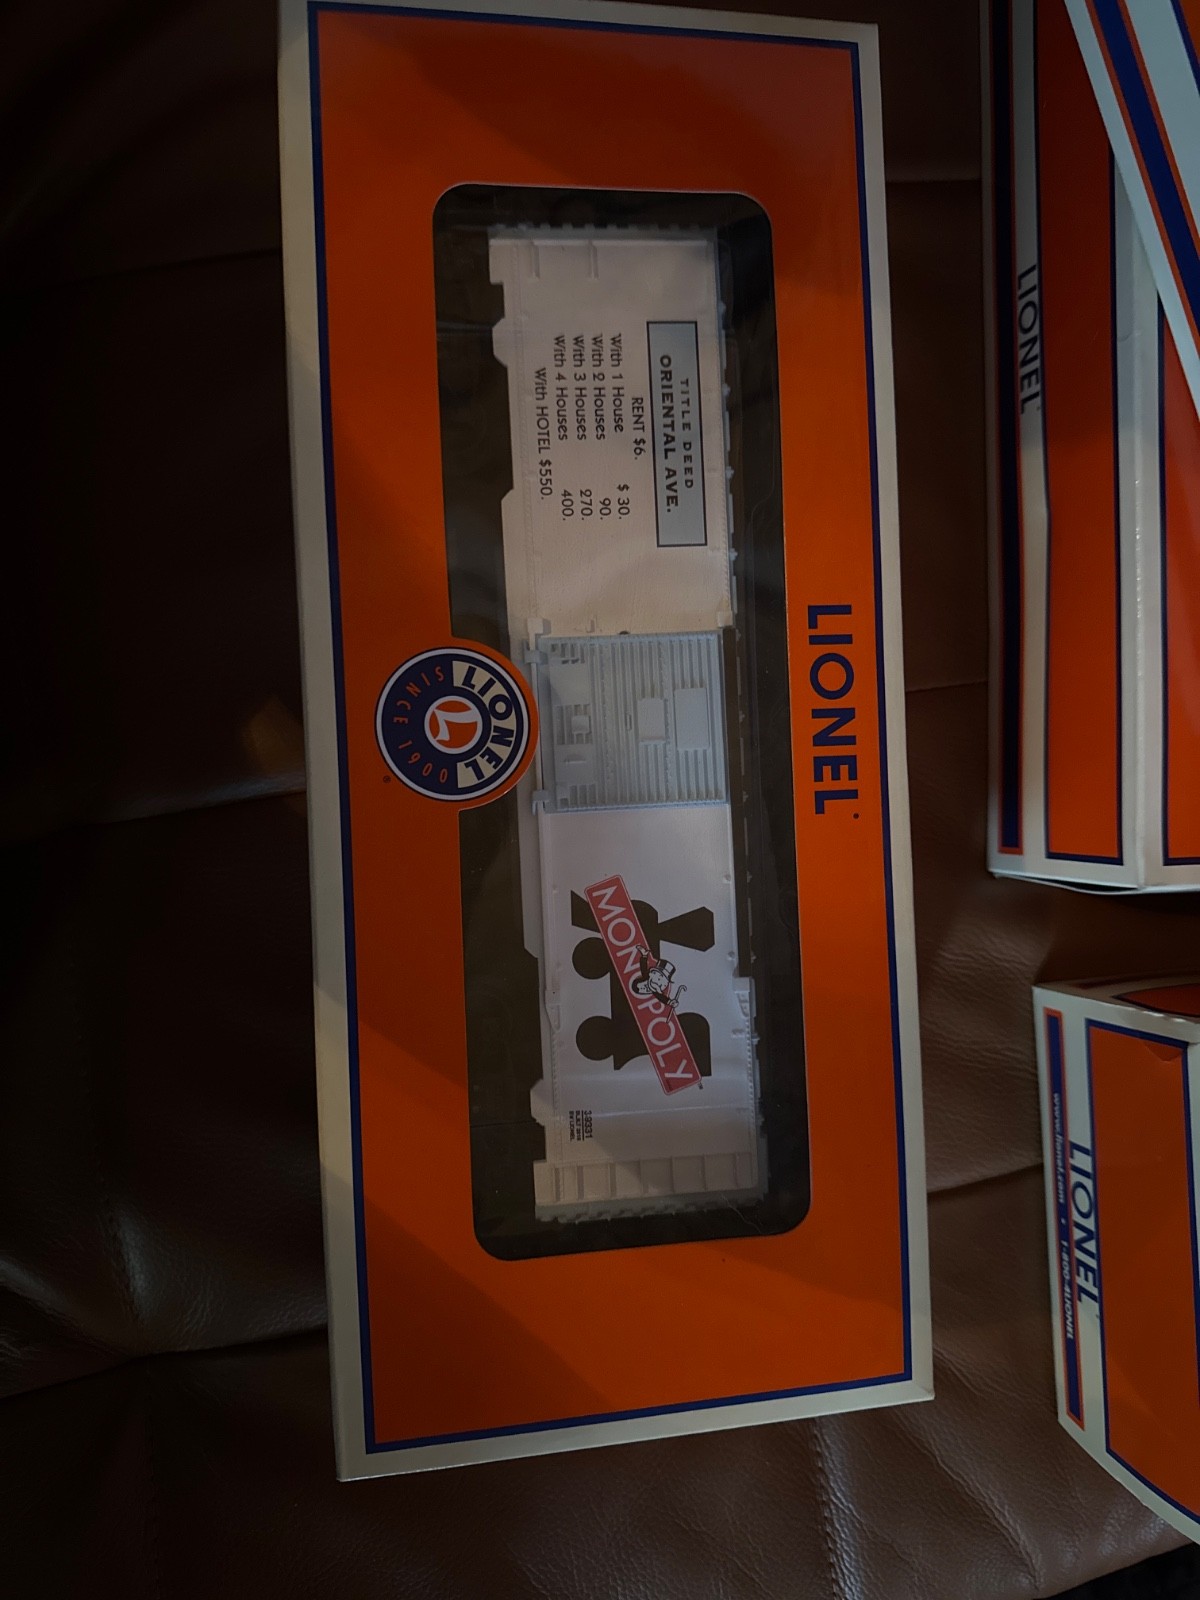 LIONEL
TITLE DEED
ORIENTAL AVE.
RENT $6.
With 1 House $ 30.
With 2 Houses 90.
With 3 Houses 270.
With 4 Houses 400.
With HOTEL $550.
MONOPOLY
39331
LIONEL
SINCE 1900
LIONEL
LIONEL
www.lionel.com • 1-800-4LIONEL